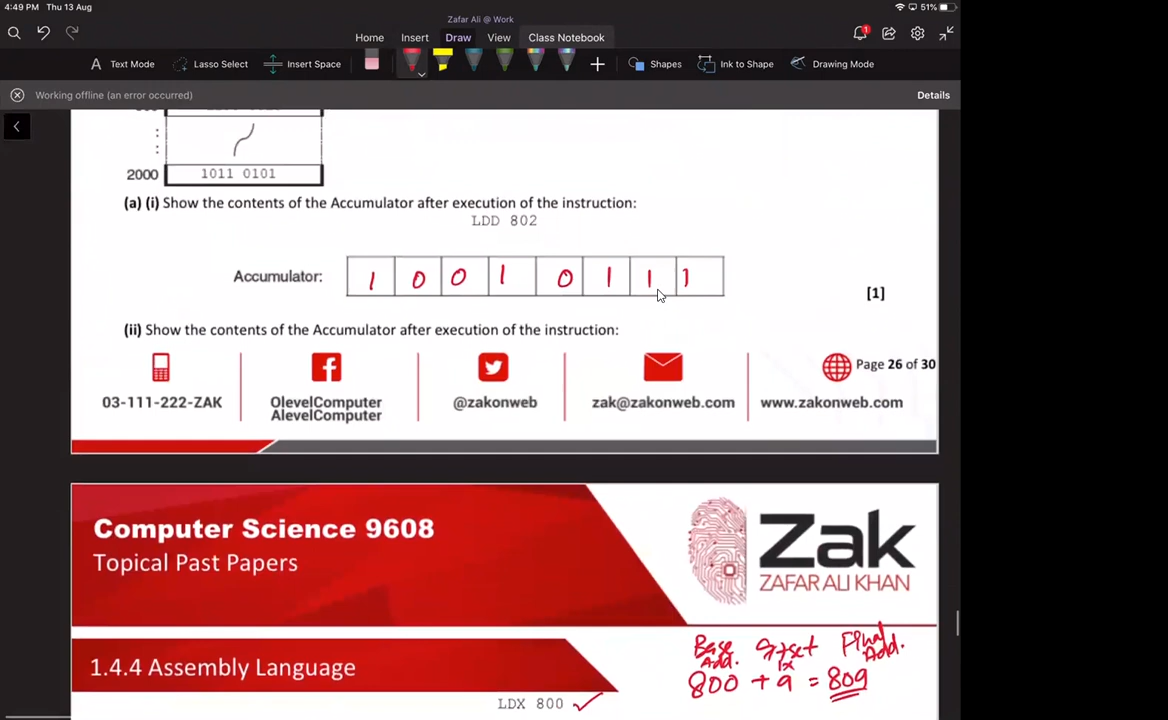 4:49 PM Thu 13 Aug
51%
Zafar Ali @ Work
Home Insert Draw View Class Notebook
1
Text Mode Lasso Select Insert Space Shapes Ink to Shape Drawing Mode
Working offline (an error occurred) Details
2000 1011 0101
(a) (i) Show the contents of the Accumulator after execution of the instruction:
LDD 802
Accumulator: 1 0 0 1 0 1 1 1
[1]
(ii) Show the contents of the Accumulator after execution of the instruction:
Page 26 of 30
03-111-222-ZAK OlevelComputer @zakonweb zak@zakonweb.com www.zakonweb.com
AlevelComputer
Computer Science 9608
Topical Past Papers
Zak
ZAFAR ALI KHAN
Base Offset Final
Add. Ix Add.
800 + 9 = 809
1.4.4 Assembly Language
LDX 800